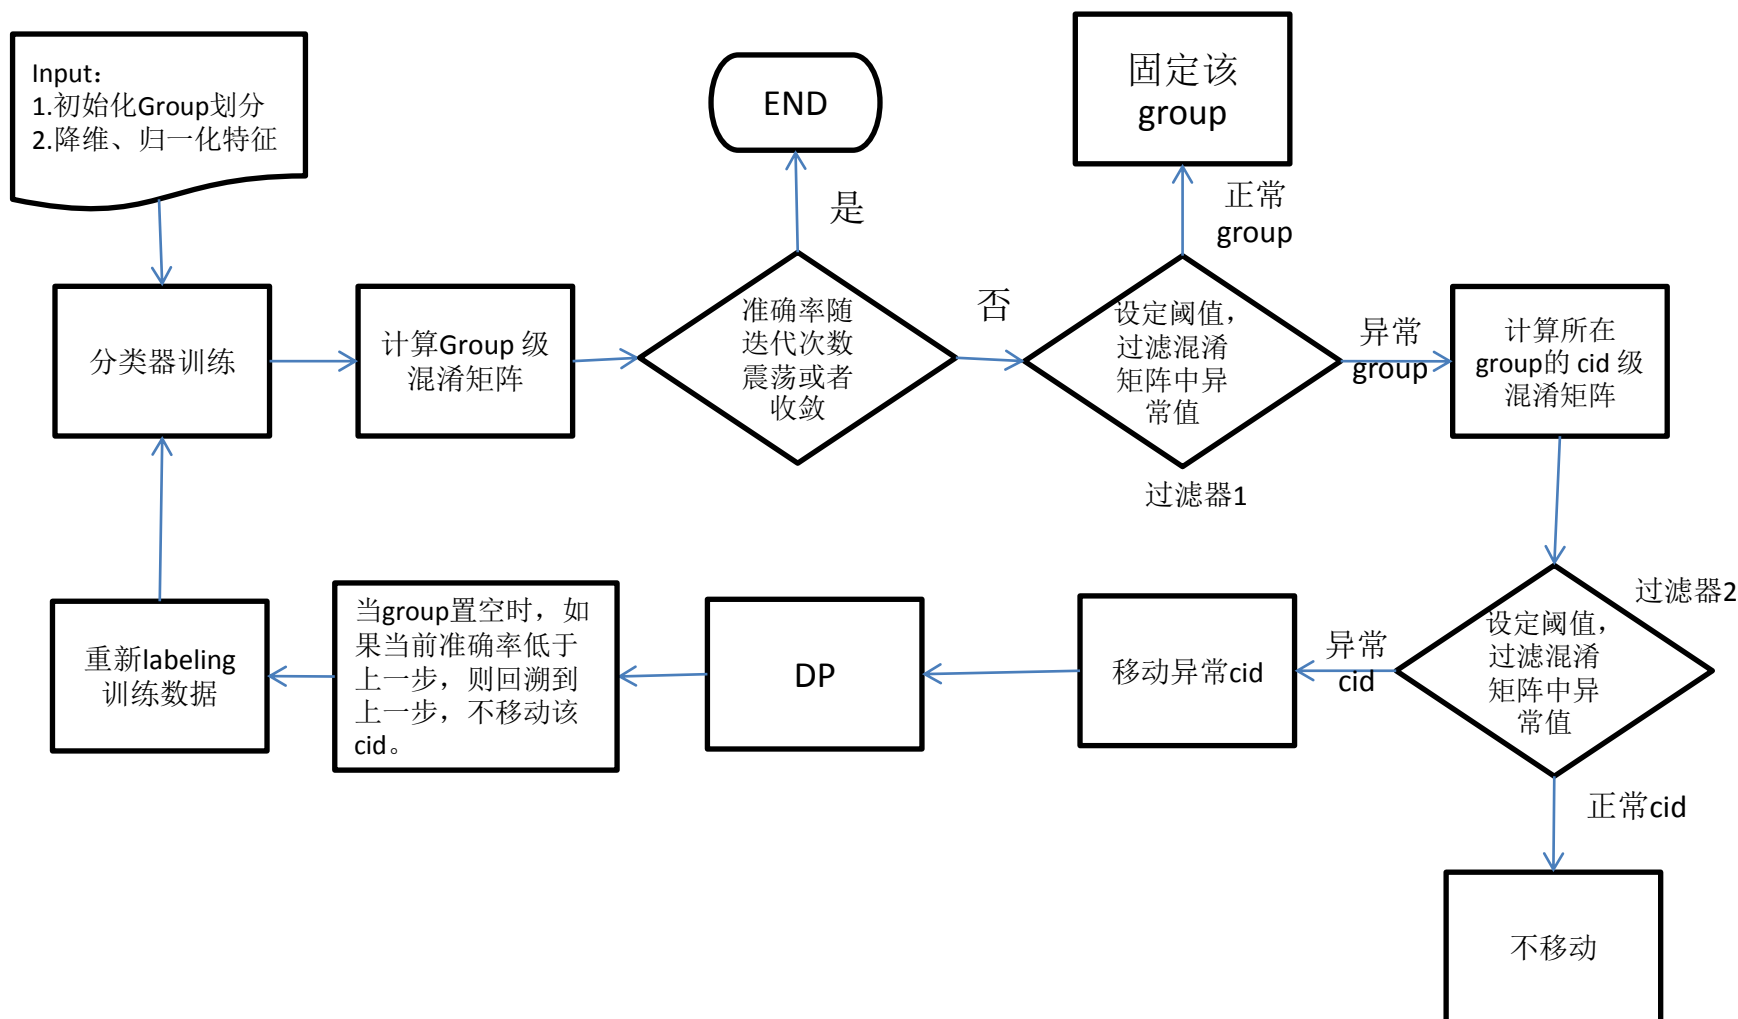 Input：
1.初始化Group划分
2.降维、归一化特征
END
固定该
group
是
正常
group
分类器训练
计算Group 级
混淆矩阵
准确率随
迭代次数
震荡或者
收敛
否
设定阈值，
过滤混淆
矩阵中异
常值
过滤器1
异常
group
计算所在
group的 cid 级
混淆矩阵
过滤器2
设定阈值，
过滤混淆
矩阵中异
常值
异常
cid
移动异常cid
DP
当group置空时，如
果当前准确率低于
上一步，则回溯到
上一步，不移动该
cid。
重新labeling
训练数据
正常cid
不移动